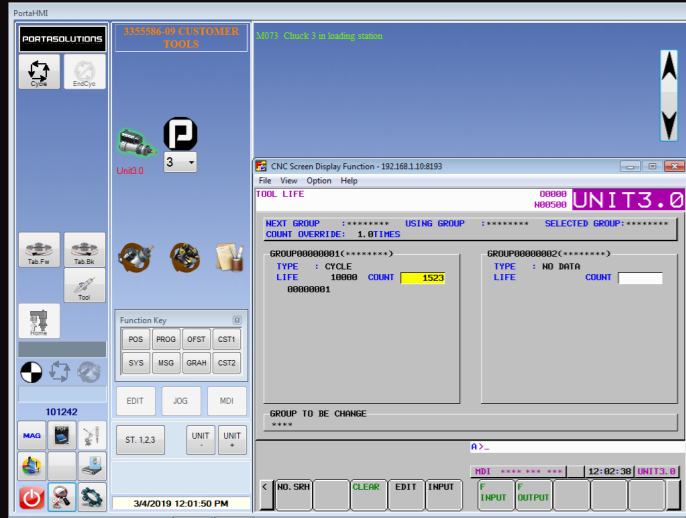 PortaHMI
PORTASOLUTIONS
Cycle
EndCyc
Tab.Fw
Tab.Bk
Tool
Home
101242
MAG
PDF
3355586-09 CUSTOMER
TOOLS
P
Unit3.0
3
Function Key
POS PROG OFST CST1
SYS MSG GRAH CST2
EDIT JOG MDI
ST. 1,2,3
UNIT
-
UNIT
+
3/4/2019 12:01:50 PM
M073 Chuck 3 in loading station
CNC Screen Display Function - 192.168.1.10:8193
File View Option Help
TOOL LIFE
O0000
N00500
UNIT3.0
NEXT GROUP :******** USING GROUP :******** SELECTED GROUP:********
COUNT OVERRIDE: 1.0TIMES
GROUP00000001(********)
TYPE : CYCLE
LIFE 10000 COUNT 1523
00000001
GROUP00000002(********)
TYPE : NO DATA
LIFE COUNT
GROUP TO BE CHANGE
****
A>_
MDI **** *** *** 12:02:38 UNIT3.0
< NO.SRH CLEAR EDIT INPUT
F
INPUT
F
OUTPUT